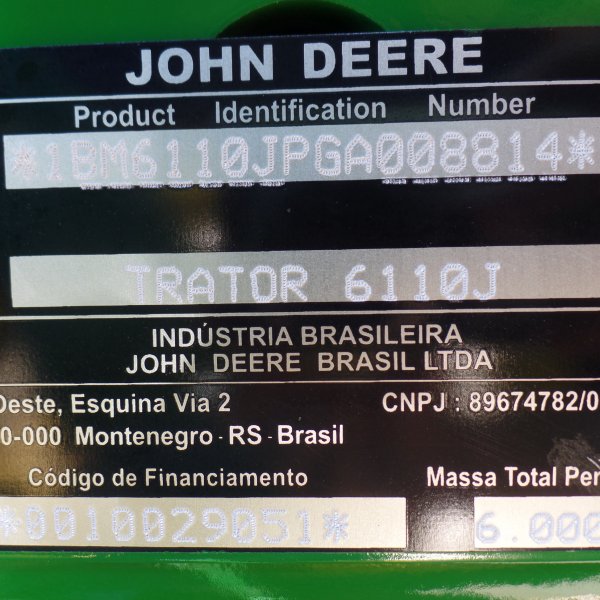 JOHN DEERE
Product Identification Number
*1BM6110JPGA008814*
TRATOR 6110J
INDÚSTRIA BRASILEIRA
JOHN DEERE BRASIL LTDA
Oeste, Esquina Via 2 CNPJ : 89674782/0
0-000 Montenegro - RS - Brasil
Código de Financiamento Massa Total Per
*0010029051* 6.000